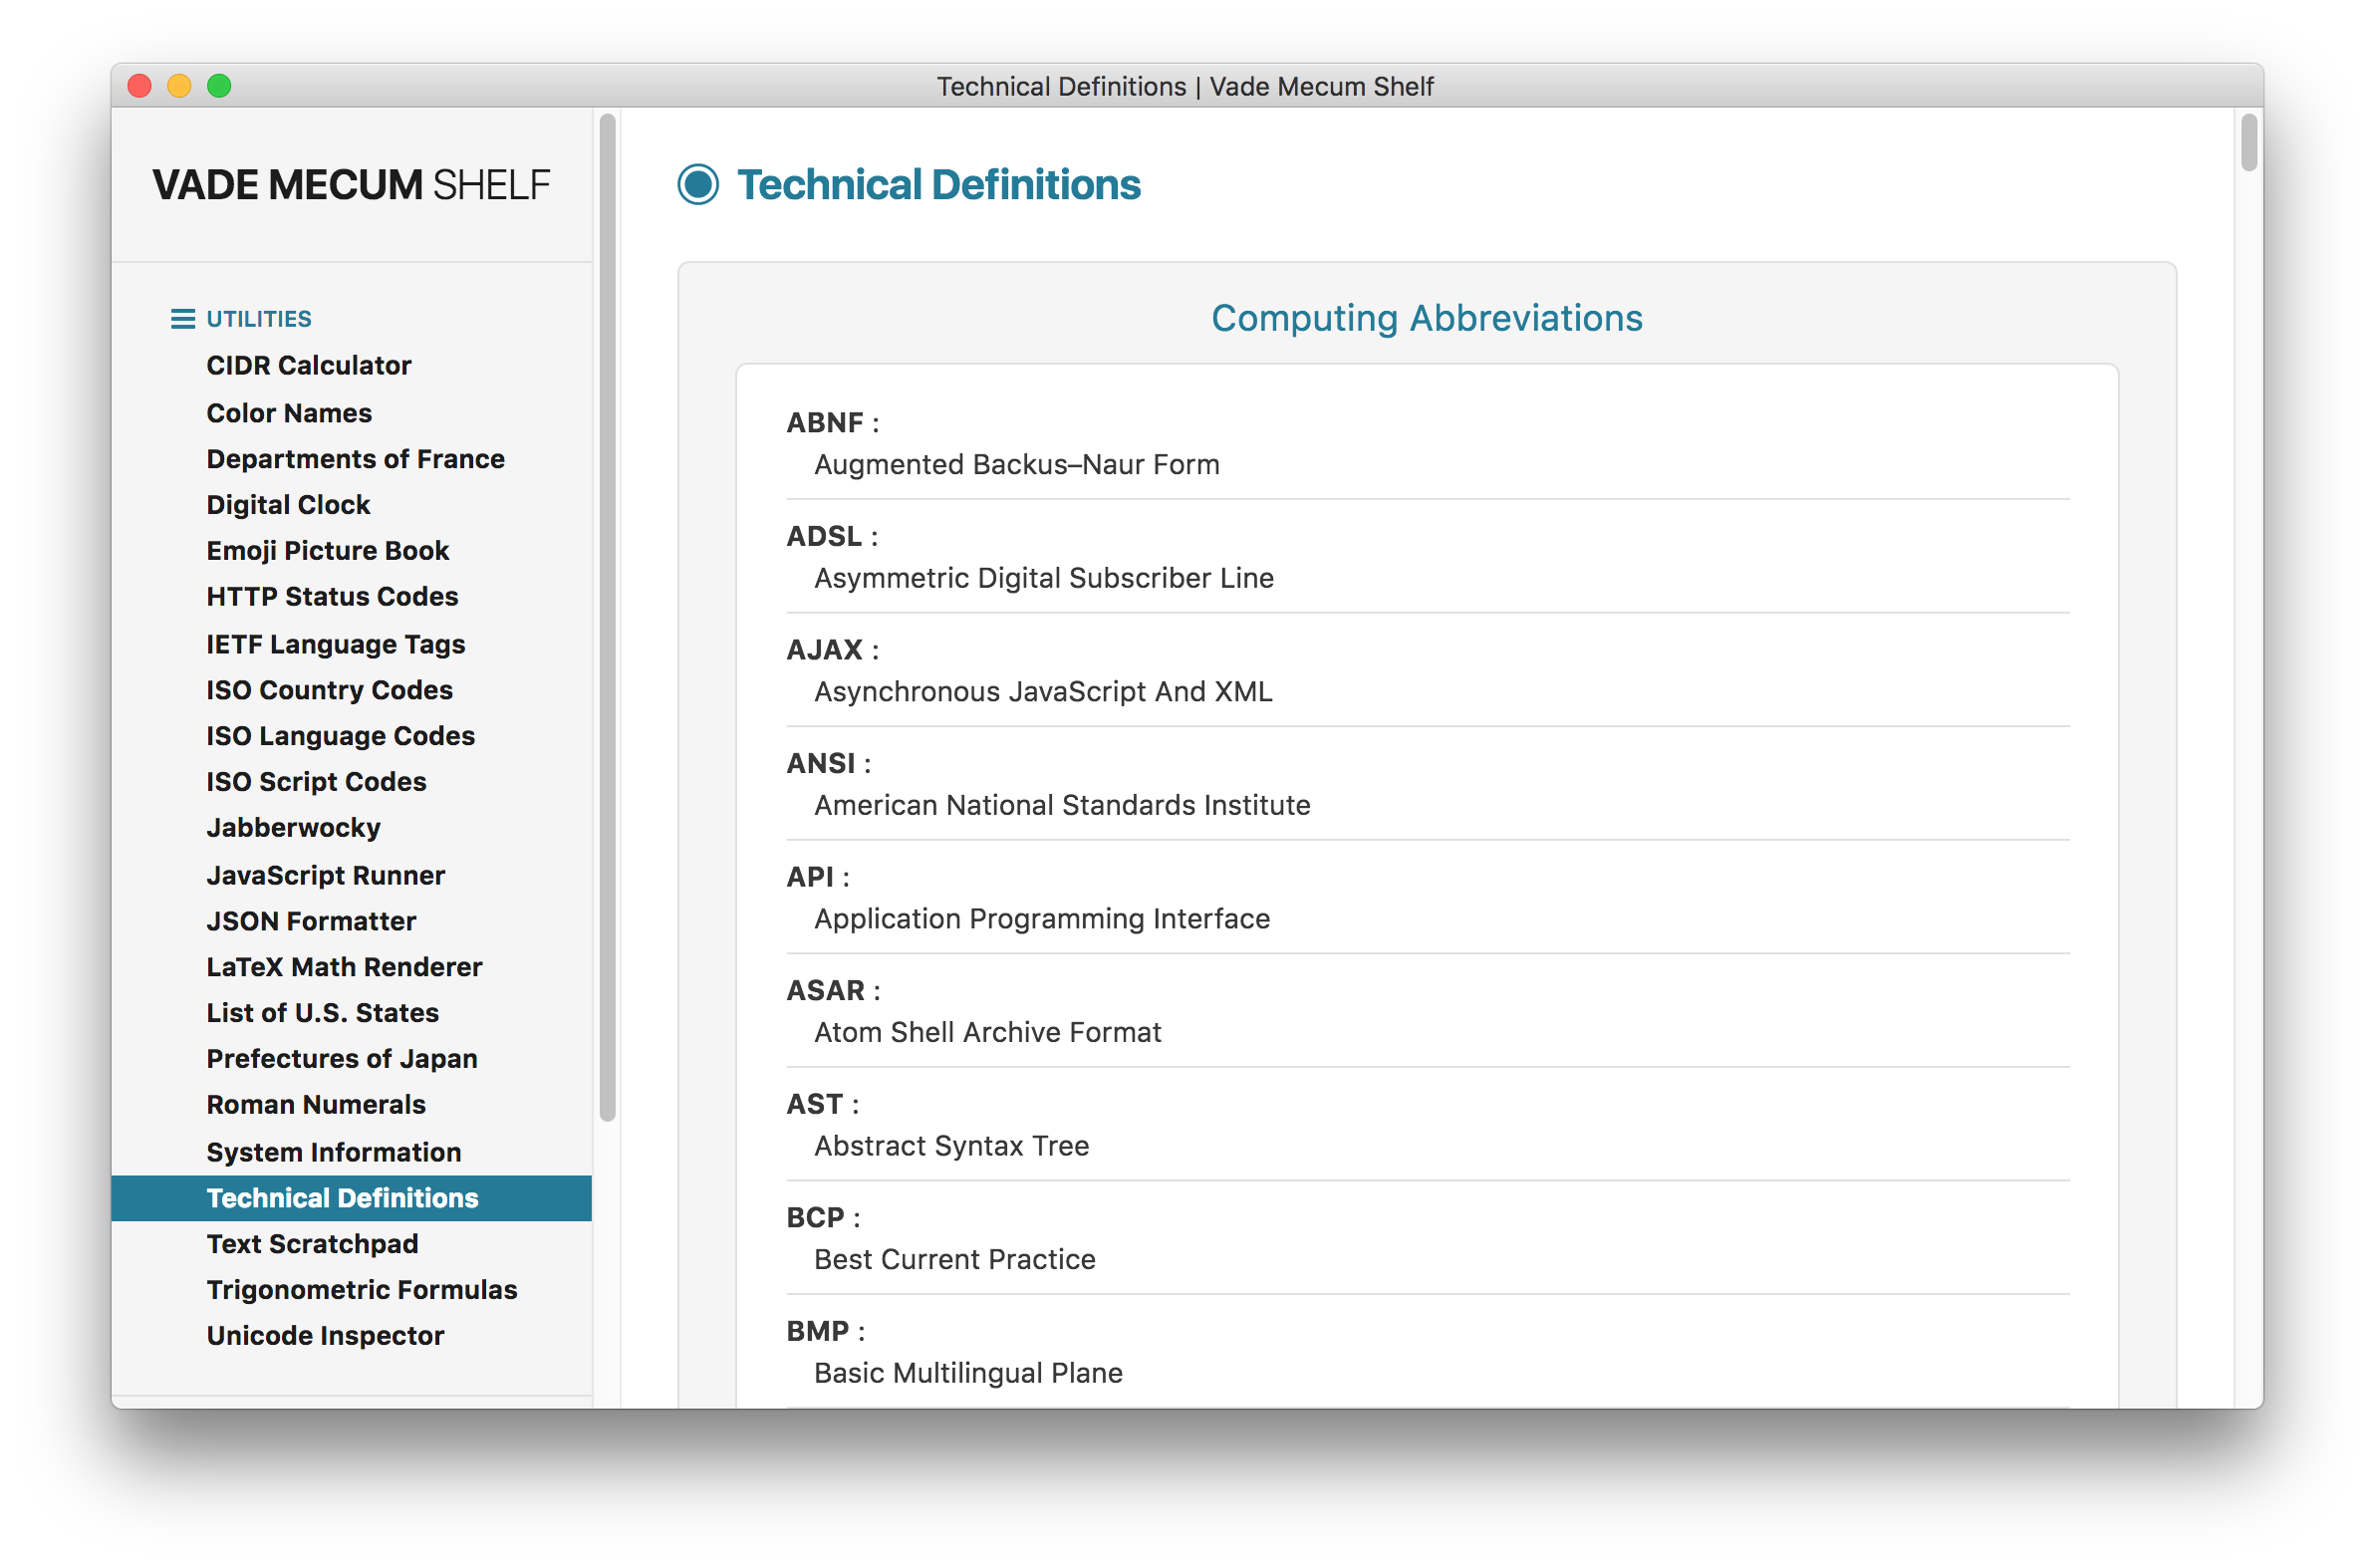 Technical Definitions | Vade Mecum Shelf
VADE MECUM SHELF
UTILITIES
CIDR Calculator
Color Names
Departments of France
Digital Clock
Emoji Picture Book
HTTP Status Codes
IETF Language Tags
ISO Country Codes
ISO Language Codes
ISO Script Codes
Jabberwocky
JavaScript Runner
JSON Formatter
LaTeX Math Renderer
List of U.S. States
Prefectures of Japan
Roman Numerals
System Information
Technical Definitions
Text Scratchpad
Trigonometric Formulas
Unicode Inspector
Technical Definitions
Computing Abbreviations
ABNF :
Augmented Backus–Naur Form
ADSL :
Asymmetric Digital Subscriber Line
AJAX :
Asynchronous JavaScript And XML
ANSI :
American National Standards Institute
API :
Application Programming Interface
ASAR :
Atom Shell Archive Format
AST :
Abstract Syntax Tree
BCP :
Best Current Practice
BMP :
Basic Multilingual Plane